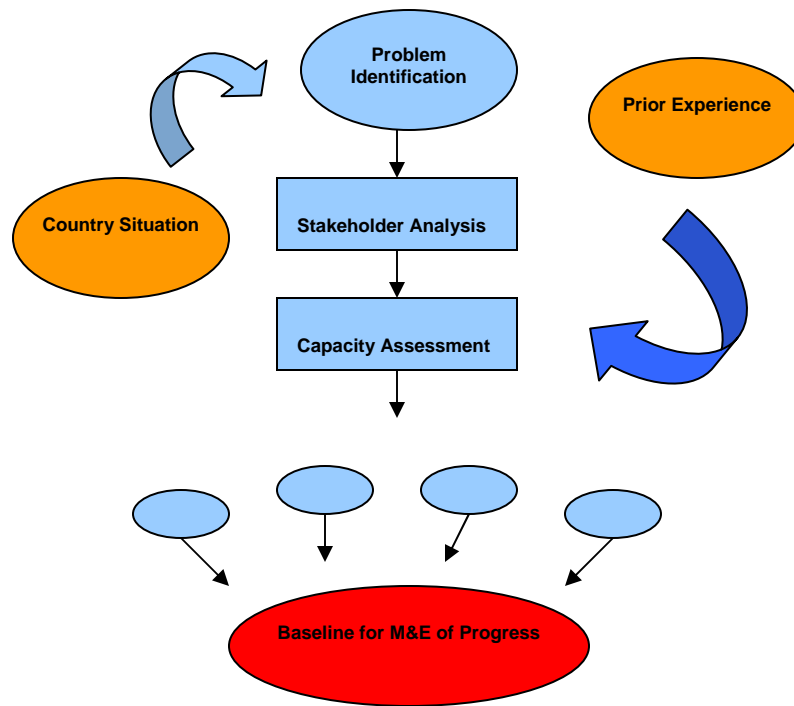 Problem
Identification
Prior Experience
Country Situation
Stakeholder Analysis
Capacity Assessment
Baseline for M&E of Progress